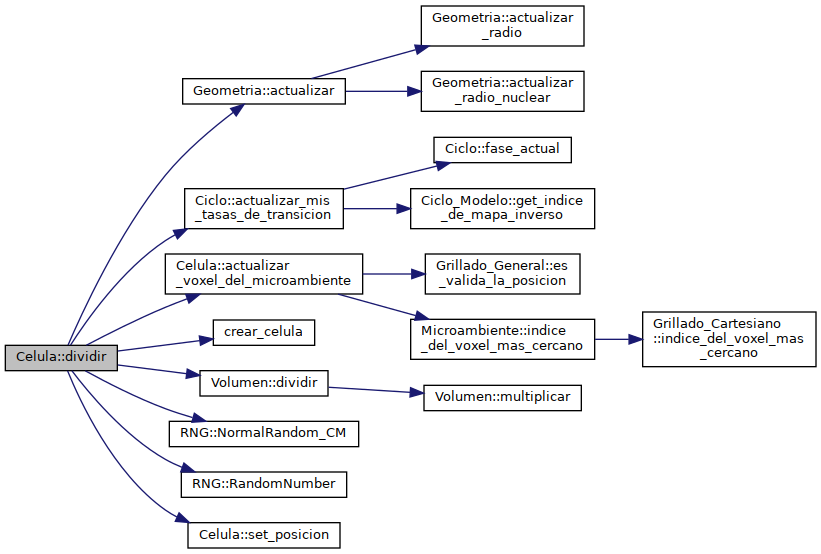 Geometria::actualizar
_radio
Geometria::actualizar
Geometria::actualizar
_radio_nuclear
Ciclo::fase_actual
Ciclo::actualizar_mis
_tasas_de_transicion
Ciclo_Modelo::get_indice
_de_mapa_inverso
Celula::actualizar
_voxel_del_microambiente
Grillado_General::es
_valida_la_posicion
crear_celula
Microambiente::indice
_del_voxel_mas_cercano
Grillado_Cartesiano
::indice_del_voxel_mas
_cercano
Celula::dividir
Volumen::dividir
Volumen::multiplicar
RNG::NormalRandom_CM
RNG::RandomNumber
Celula::set_posicion